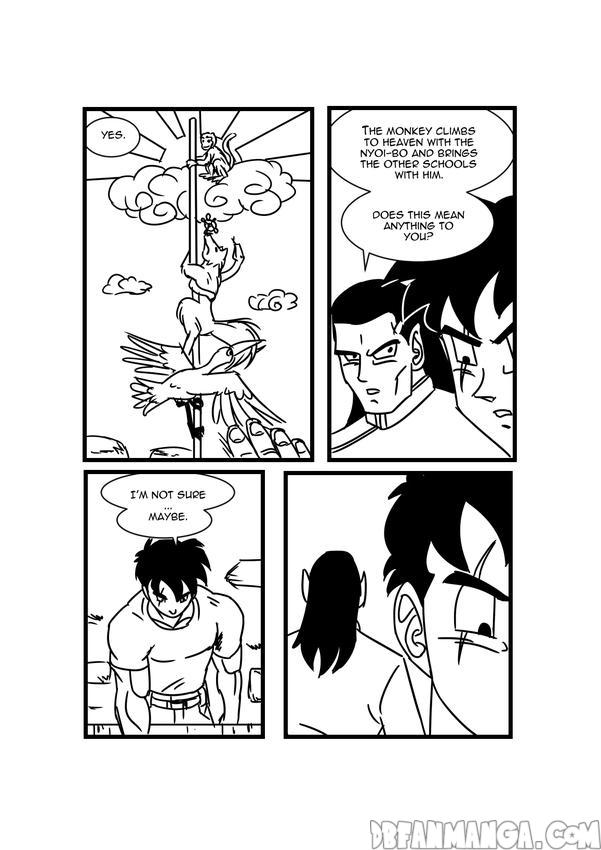 YES.
THE MONKEY CLIMBS
TO HEAVEN WITH THE
NYOI-BO AND BRINGS
THE OTHER SCHOOLS
WITH HIM.
DOES THIS MEAN
ANYTHING TO
YOU?
I'M NOT SURE
...
MAYBE.
DBFANMANGA.COM